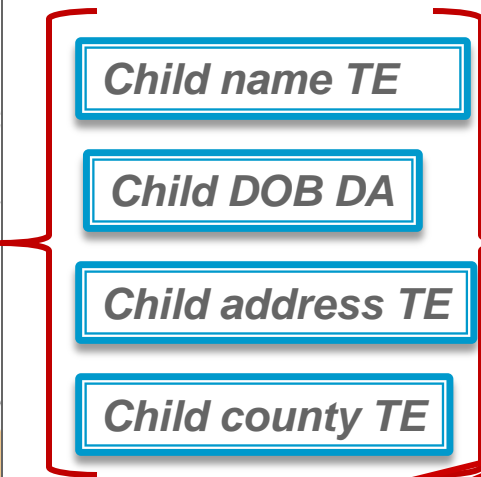 Child name TE
Child DOB DA
Child address TE
Child county TE